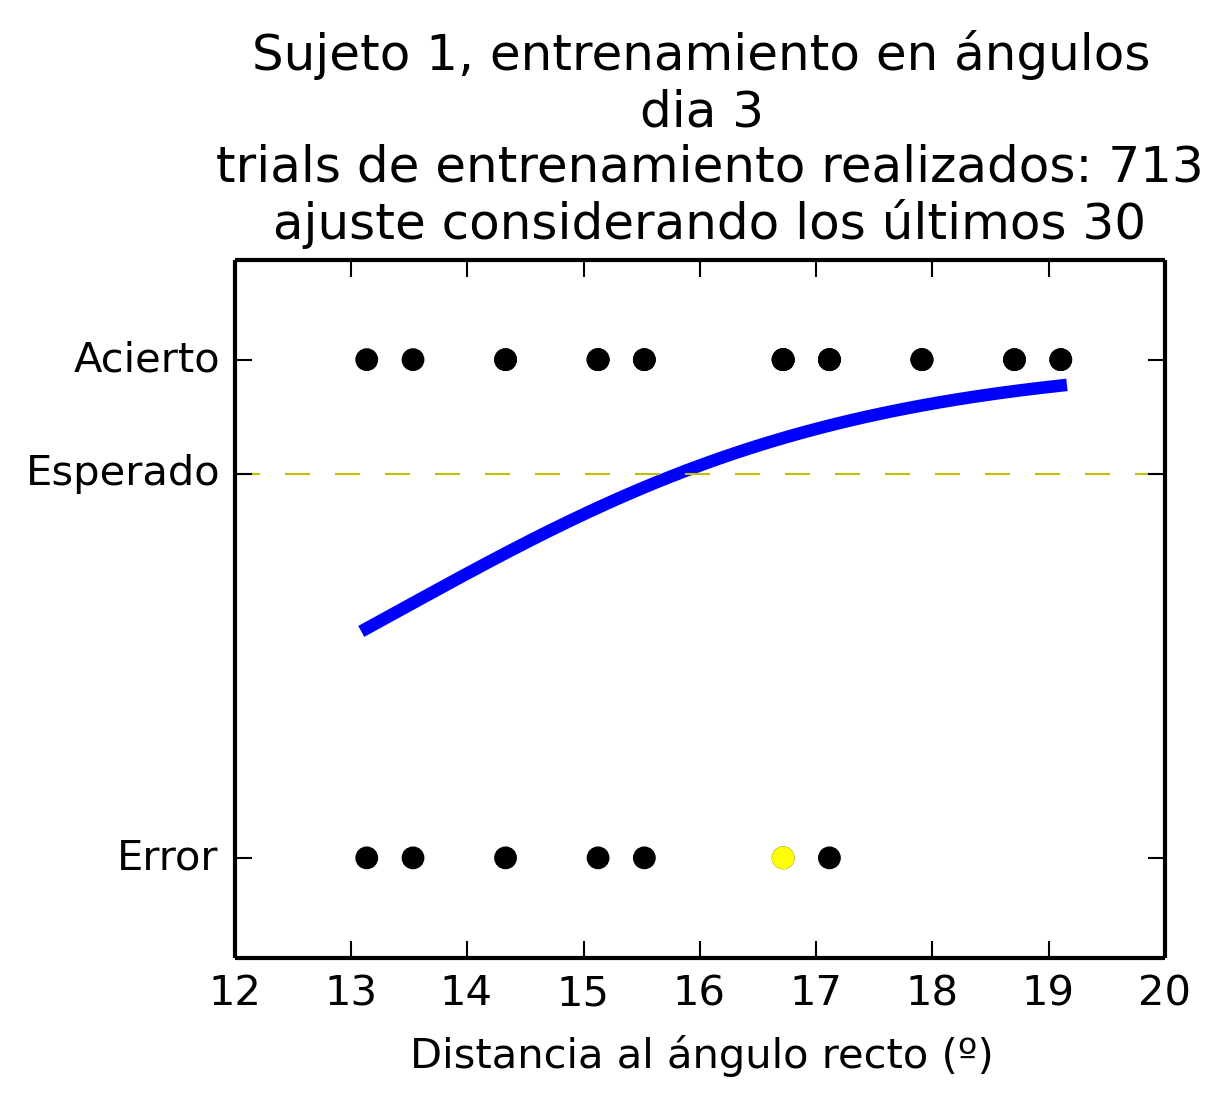 Sujeto 1, entrenamiento en ángulos
dia 3
trials de entrenamiento realizados: 713
ajuste considerando los últimos 30
Acierto
Esperado
Error
12 13 14 15 16 17 18 19 20
Distancia al ángulo recto (º)